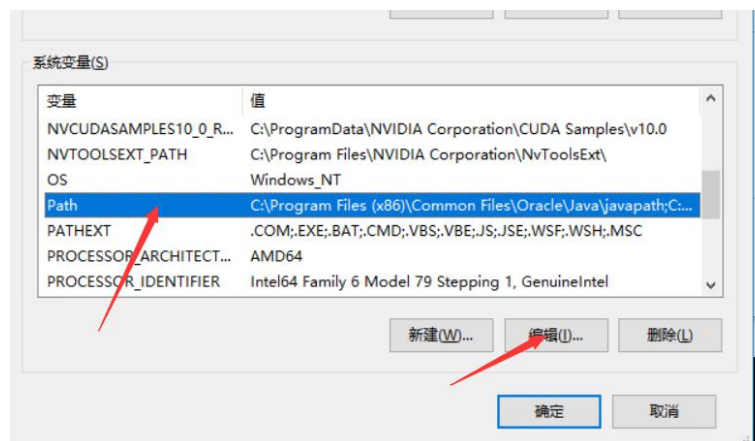 系统变量(S)
变量 值
NVCUDASAMPLES10_0_R... C:\ProgramData\NVIDIA Corporation\CUDA Samples\v10.0
NVTOOLSEXT_PATH C:\Program Files\NVIDIA Corporation\NvToolsExt\
OS Windows_NT
Path C:\Program Files (x86)\Common Files\Oracle\Java\javapath;C:...
PATHEXT .COM;.EXE;.BAT;.CMD;.VBS;.VBE;.JS;.JSE;.WSF;.WSH;.MSC
PROCESSOR_ARCHITECT... AMD64
PROCESSOR_IDENTIFIER Intel64 Family 6 Model 79 Stepping 1, GenuineIntel
新建(W)... 编辑(I)... 删除(L)
确定 取消